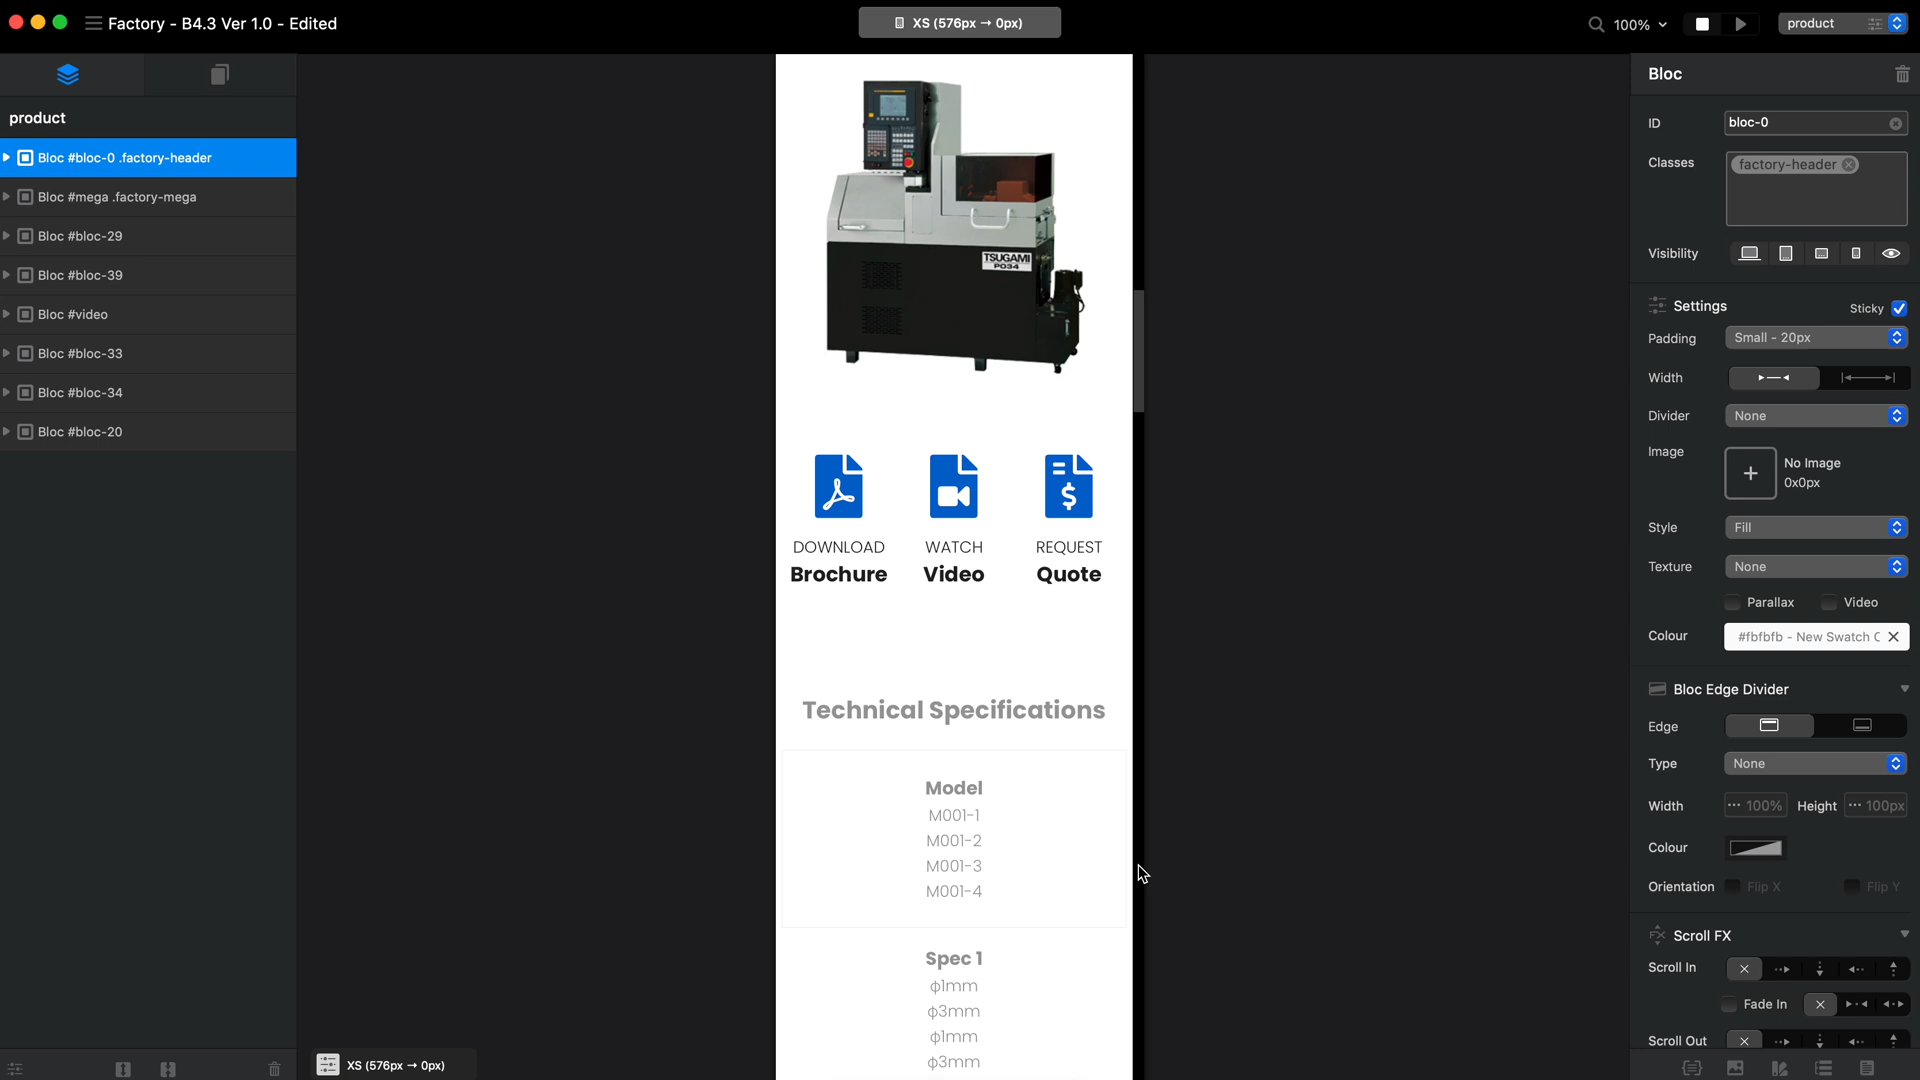 Factory - B4.3 Ver 1.0 - Edited
XS (576px → 0px)
100%
product
product
Bloc #bloc-0 .factory-header
Bloc #mega .factory-mega
Bloc #bloc-29
Bloc #bloc-39
Bloc #video
Bloc #bloc-33
Bloc #bloc-34
Bloc #bloc-20
TSUGAMI
P034
DOWNLOAD
Brochure
WATCH
Video
REQUEST
Quote
Technical Specifications
Model
M001-1
M001-2
M001-3
M001-4
Spec 1
φ1mm
φ3mm
φ1mm
φ3mm
XS (576px → 0px)
Bloc
ID bloc-0
Classes factory-header
Visibility
Settings Sticky
Padding Small - 20px
Width
Divider None
Image
No Image
0x0px
Style Fill
Texture None
Parallax Video
Colour #fbfbfb - New Swatch C
Bloc Edge Divider
Edge
Type None
Width 100% Height 100px
Colour
Orientation Flip X Flip Y
Scroll FX
Scroll In
Fade In
Scroll Out